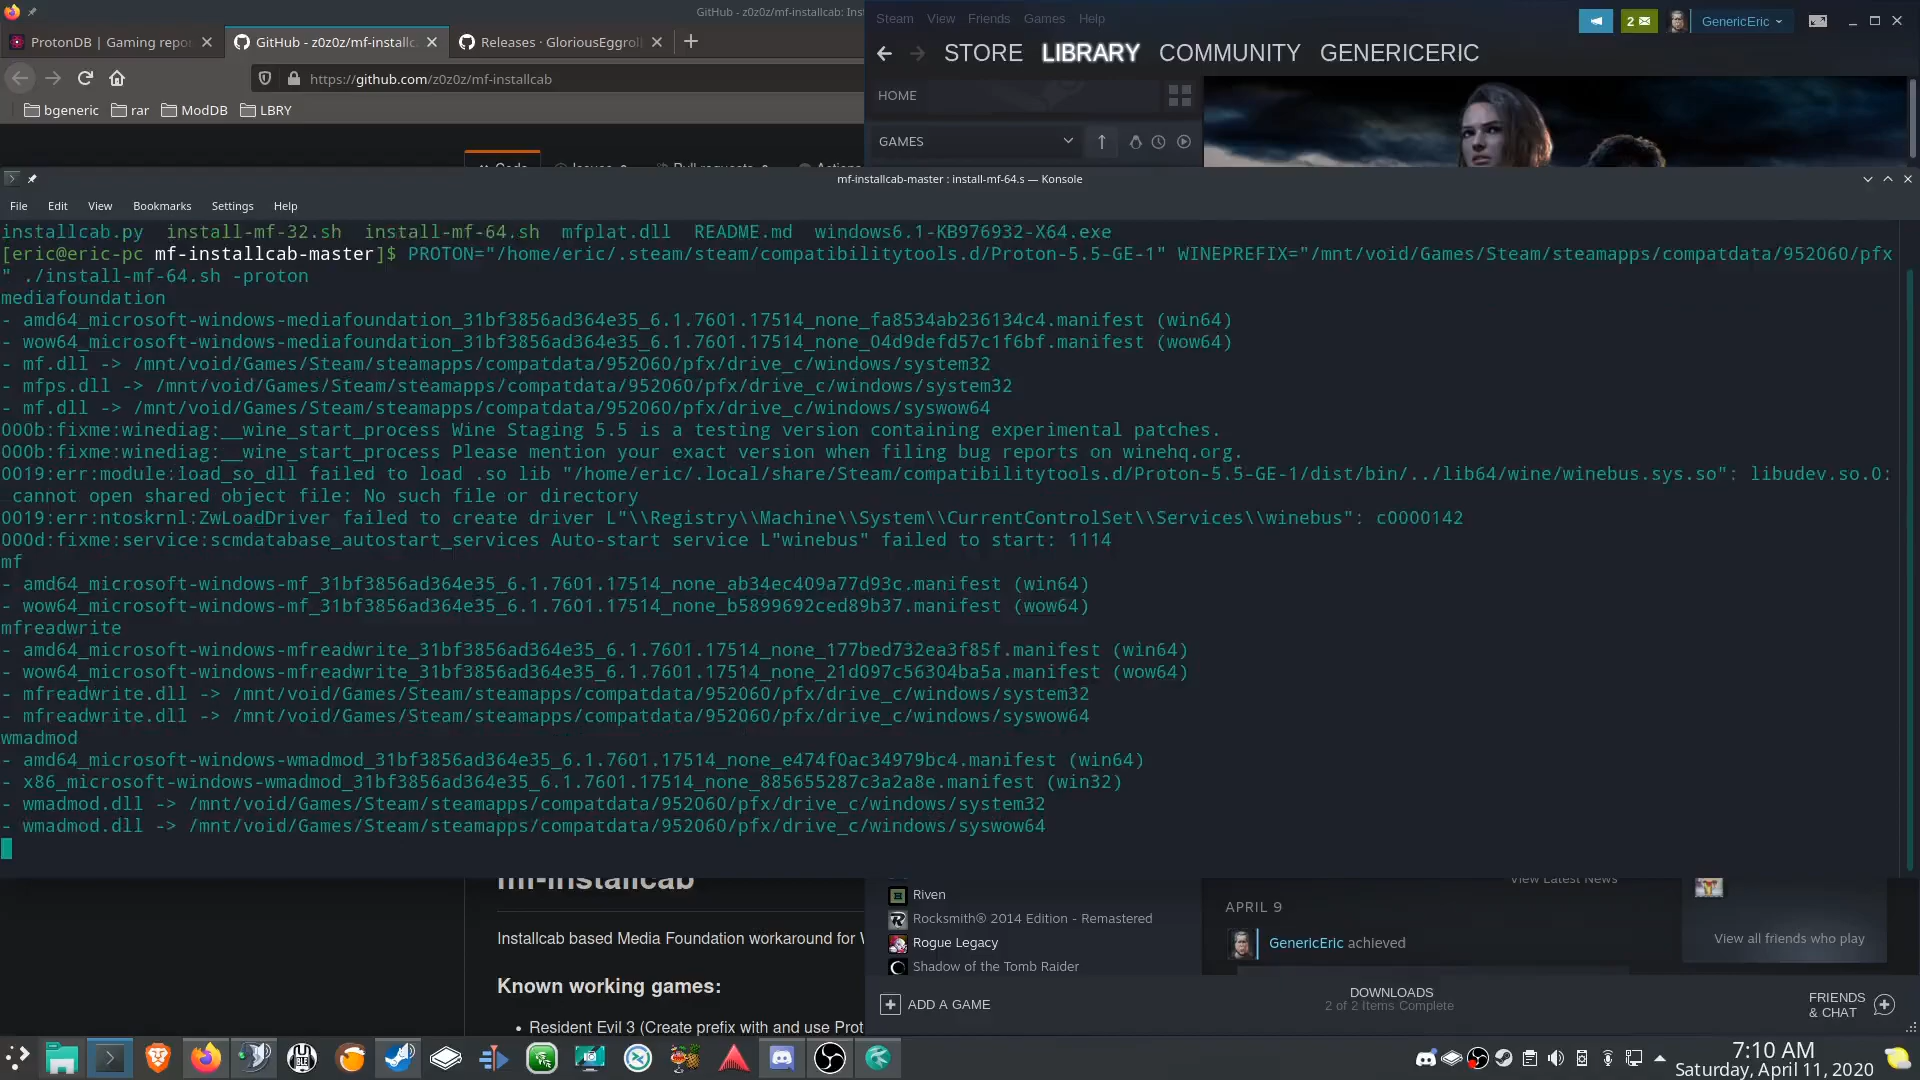 GitHub - z0z0z/mf-installcab: Ins
ProtonDB | Gaming repo
GitHub - z0z0z/mf-installc
Releases · GloriousEggrol
https://github.com/z0z0z/mf-installcab
bgeneric
rar
ModDB
LBRY
Steam View Friends Games Help
2
GenericEric
STORE LIBRARY COMMUNITY GENERICERIC
HOME
GAMES
mf-installcab-master : install-mf-64.s — Konsole
File Edit View Bookmarks Settings Help
installcab.py install-mf-32.sh install-mf-64.sh mfplat.dll README.md windows6.1-KB976932-X64.exe
[eric@eric-pc mf-installcab-master]$ PROTON="/home/eric/.steam/steam/compatibilitytools.d/Proton-5.5-GE-1" WINEPREFIX="/mnt/void/Games/Steam/steamapps/compatdata/952060/pfx
" ./install-mf-64.sh -proton
mediafoundation
- amd64_microsoft-windows-mediafoundation_31bf3856ad364e35_6.1.7601.17514_none_fa8534ab236134c4.manifest (win64)
- wow64_microsoft-windows-mediafoundation_31bf3856ad364e35_6.1.7601.17514_none_04d9defd57c1f6bf.manifest (wow64)
- mf.dll -> /mnt/void/Games/Steam/steamapps/compatdata/952060/pfx/drive_c/windows/system32
- mfps.dll -> /mnt/void/Games/Steam/steamapps/compatdata/952060/pfx/drive_c/windows/system32
- mf.dll -> /mnt/void/Games/Steam/steamapps/compatdata/952060/pfx/drive_c/windows/syswow64
000b:fixme:winediag:__wine_start_process Wine Staging 5.5 is a testing version containing experimental patches.
000b:fixme:winediag:__wine_start_process Please mention your exact version when filing bug reports on winehq.org.
0019:err:module:load_so_dll failed to load .so lib "/home/eric/.local/share/Steam/compatibilitytools.d/Proton-5.5-GE-1/dist/bin/../lib64/wine/winebus.sys.so": libudev.so.0:
cannot open shared object file: No such file or directory
0019:err:ntoskrnl:ZwLoadDriver failed to create driver L"\\Registry\\Machine\\System\\CurrentControlSet\\Services\\winebus": c0000142
000d:fixme:service:scmdatabase_autostart_services Auto-start service L"winebus" failed to start: 1114
mf
- amd64_microsoft-windows-mf_31bf3856ad364e35_6.1.7601.17514_none_ab34ec409a77d93c.manifest (win64)
- wow64_microsoft-windows-mf_31bf3856ad364e35_6.1.7601.17514_none_b5899692ced89b37.manifest (wow64)
mfreadwrite
- amd64_microsoft-windows-mfreadwrite_31bf3856ad364e35_6.1.7601.17514_none_177bed732ea3f85f.manifest (win64)
- wow64_microsoft-windows-mfreadwrite_31bf3856ad364e35_6.1.7601.17514_none_21d097c56304ba5a.manifest (wow64)
- mfreadwrite.dll -> /mnt/void/Games/Steam/steamapps/compatdata/952060/pfx/drive_c/windows/system32
- mfreadwrite.dll -> /mnt/void/Games/Steam/steamapps/compatdata/952060/pfx/drive_c/windows/syswow64
wmadmod
- amd64_microsoft-windows-wmadmod_31bf3856ad364e35_6.1.7601.17514_none_e474f0ac34979bc4.manifest (win64)
- x86_microsoft-windows-wmadmod_31bf3856ad364e35_6.1.7601.17514_none_885655287c3a2a8e.manifest (win32)
- wmadmod.dll -> /mnt/void/Games/Steam/steamapps/compatdata/952060/pfx/drive_c/windows/system32
- wmadmod.dll -> /mnt/void/Games/Steam/steamapps/compatdata/952060/pfx/drive_c/windows/syswow64
mf-installcab
Installcab based Media Foundation workaround for W
Known working games:
• Resident Evil 3 (Create prefix with and use Prot
Riven
Rocksmith® 2014 Edition - Remastered
Rogue Legacy
Shadow of the Tomb Raider
ADD A GAME
View Latest News
APRIL 9
GenericEric achieved
View all friends who play
DOWNLOADS
2 of 2 Items Complete
FRIENDS
& CHAT
7:10 AM
Saturday, April 11, 2020